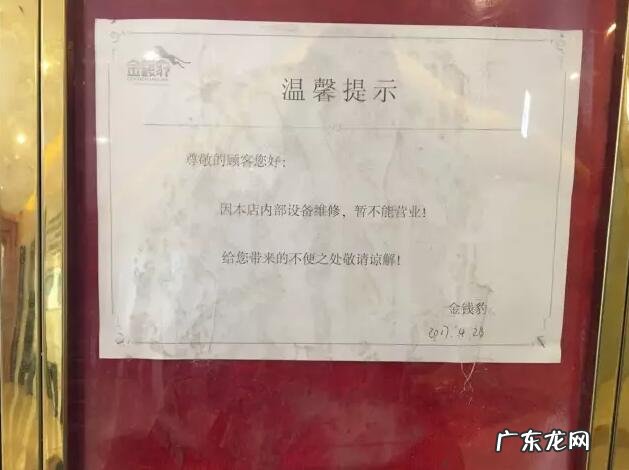 金钱豹
温馨提示
尊敬的顾客您好:
因本店内部设备维修，暂不能营业!
给您带来的不便之处敬请谅解!
金钱豹
2017.4.28
广东龙网